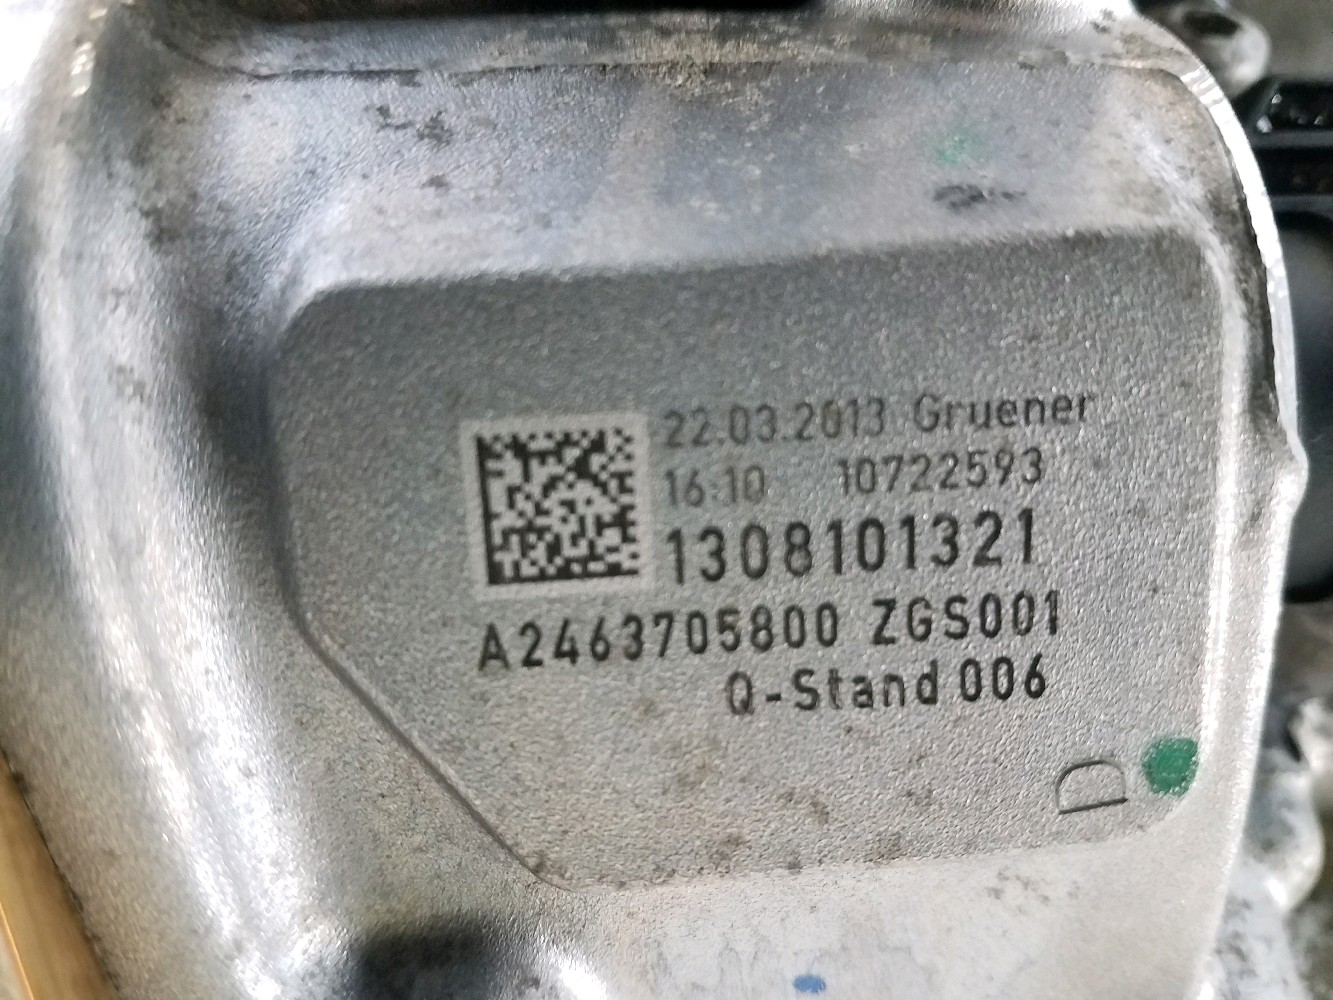 22.03.2013 Gruener
16:10 10722593
1308101321
A2463705800 ZGS001
Q-Stand 006
D